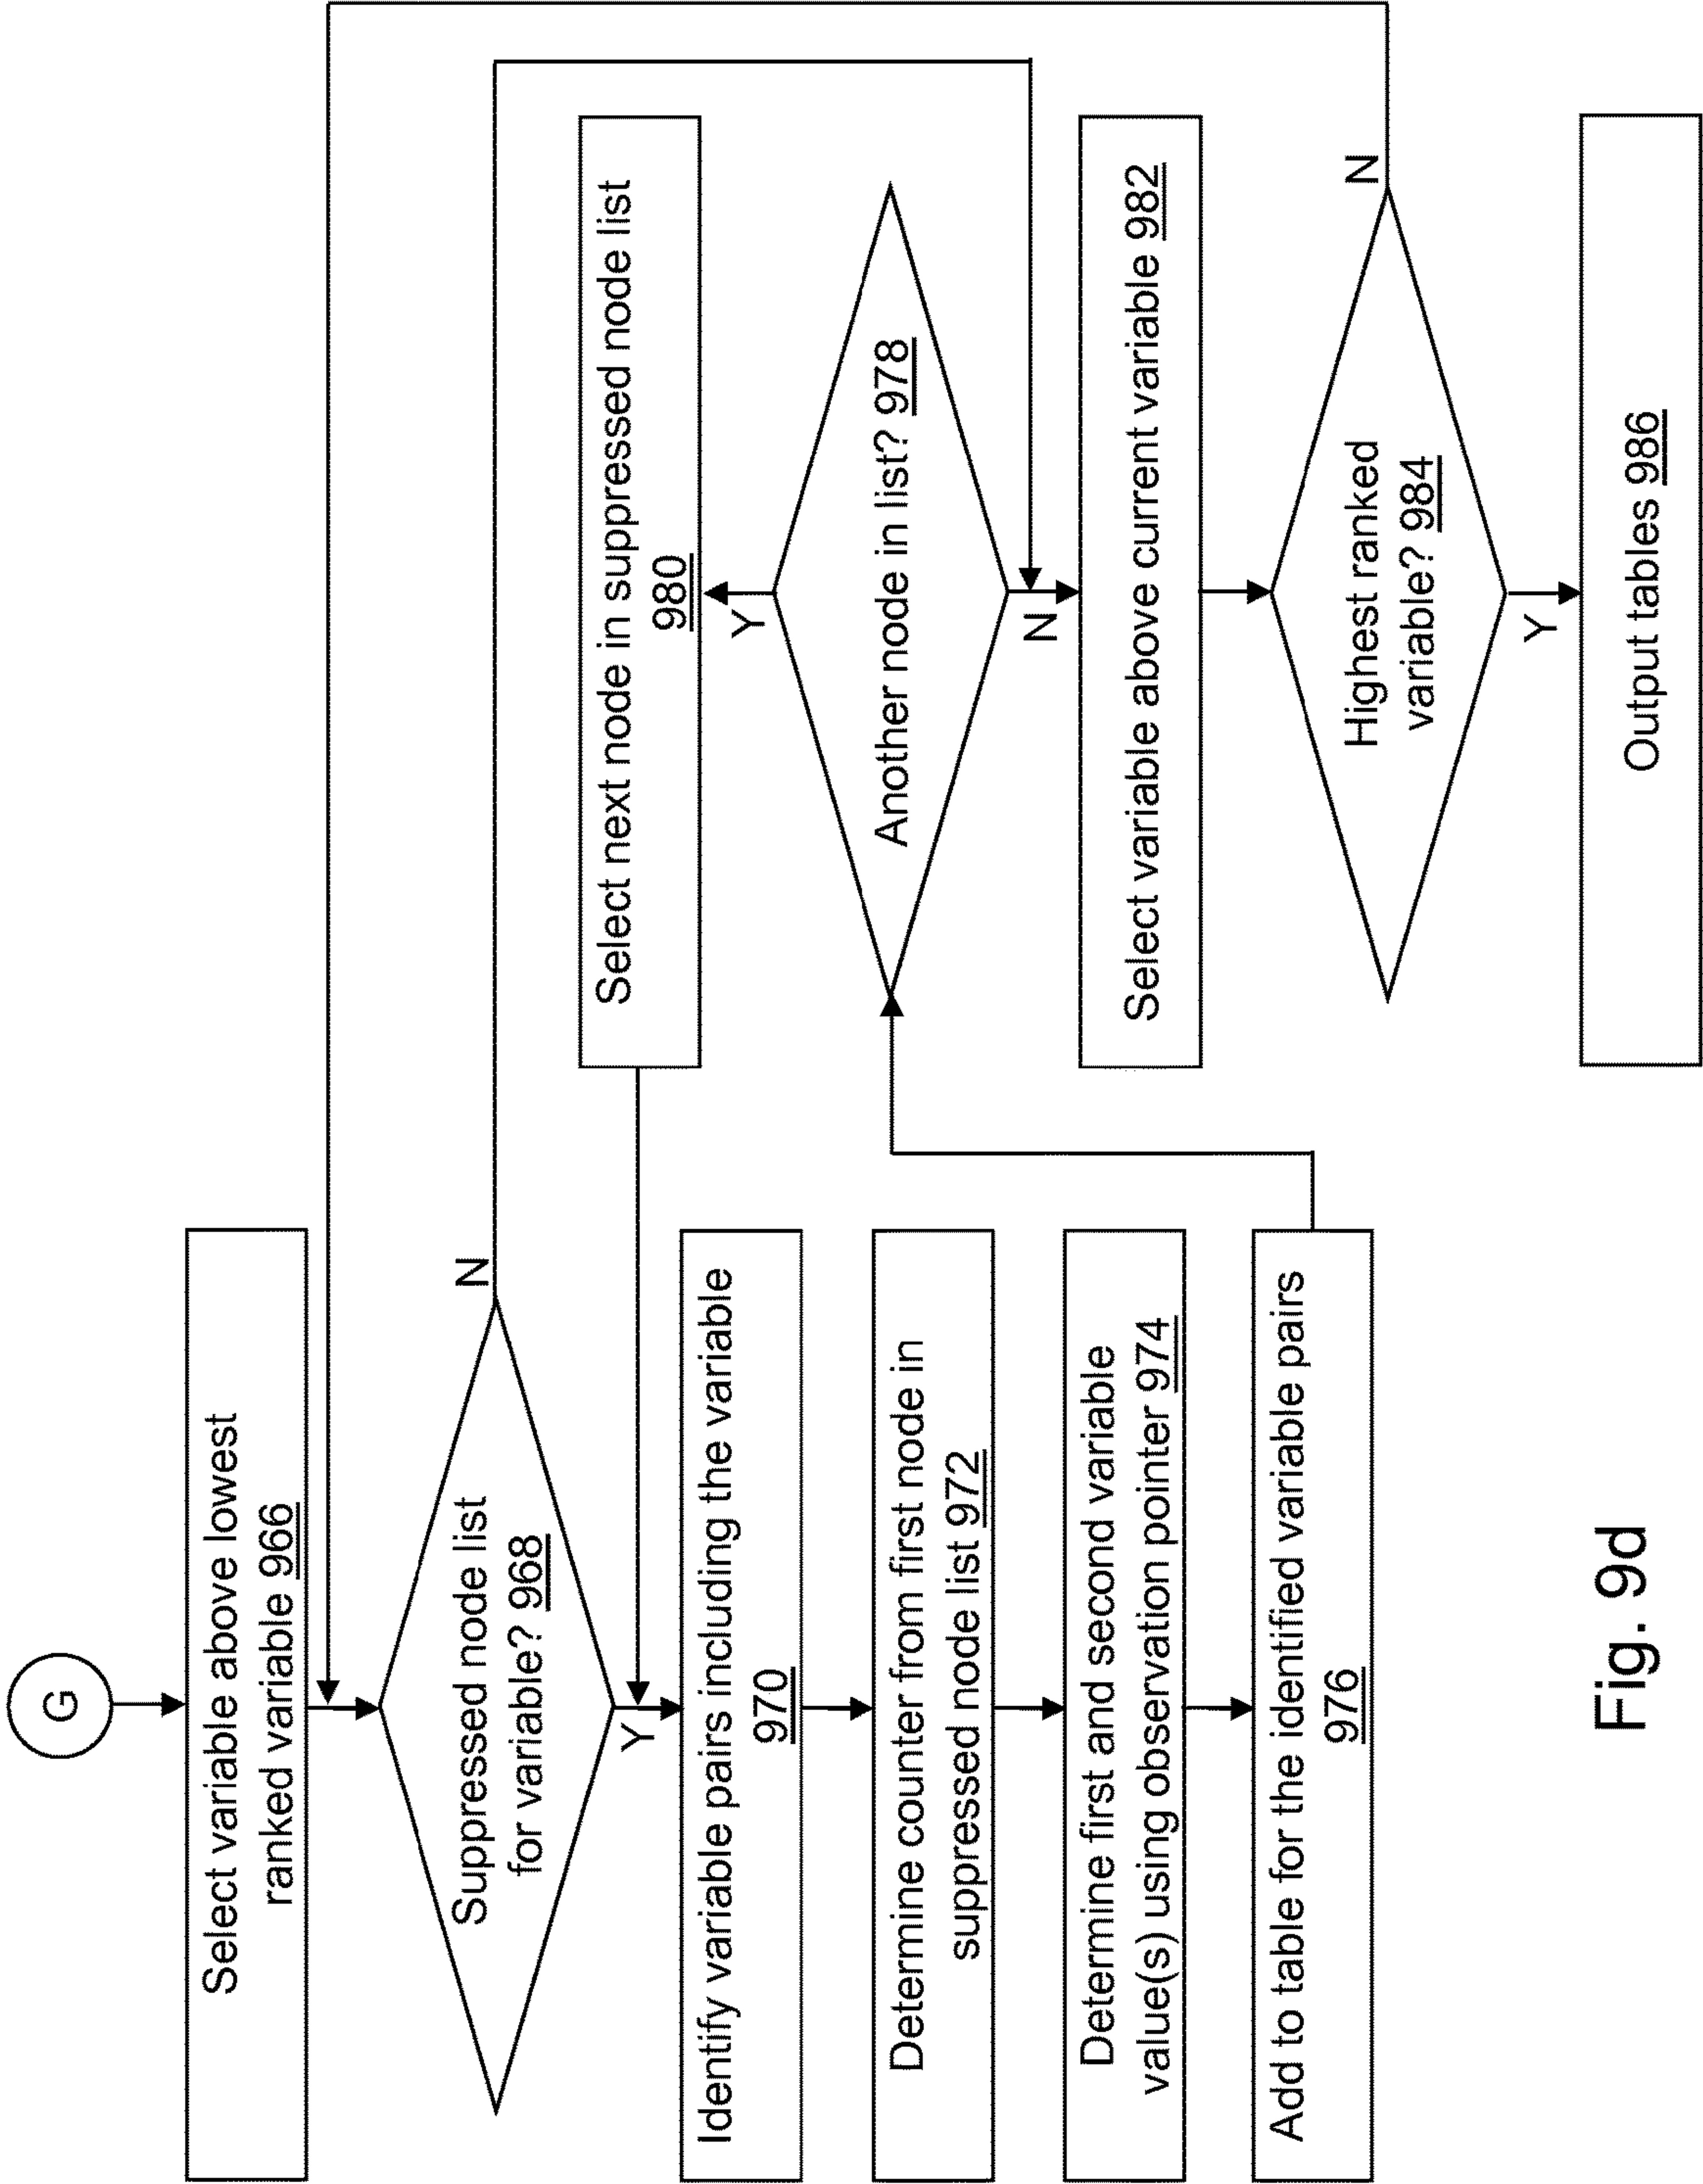 G
Select variable above lowest
ranked variable 966
Suppressed node list
for variable? 968
N
Y
Identify variable pairs including the variable
970
Determine counter from first node in
suppressed node list 972
Determine first and second variable
value(s) using observation pointer 974
Add to table for the identified variable pairs
976
Select next node in suppressed node list
980
Y
Another node in list? 978
N
Select variable above current variable 982
Highest ranked
variable? 984
N
Y
Output tables 986
Fig. 9d